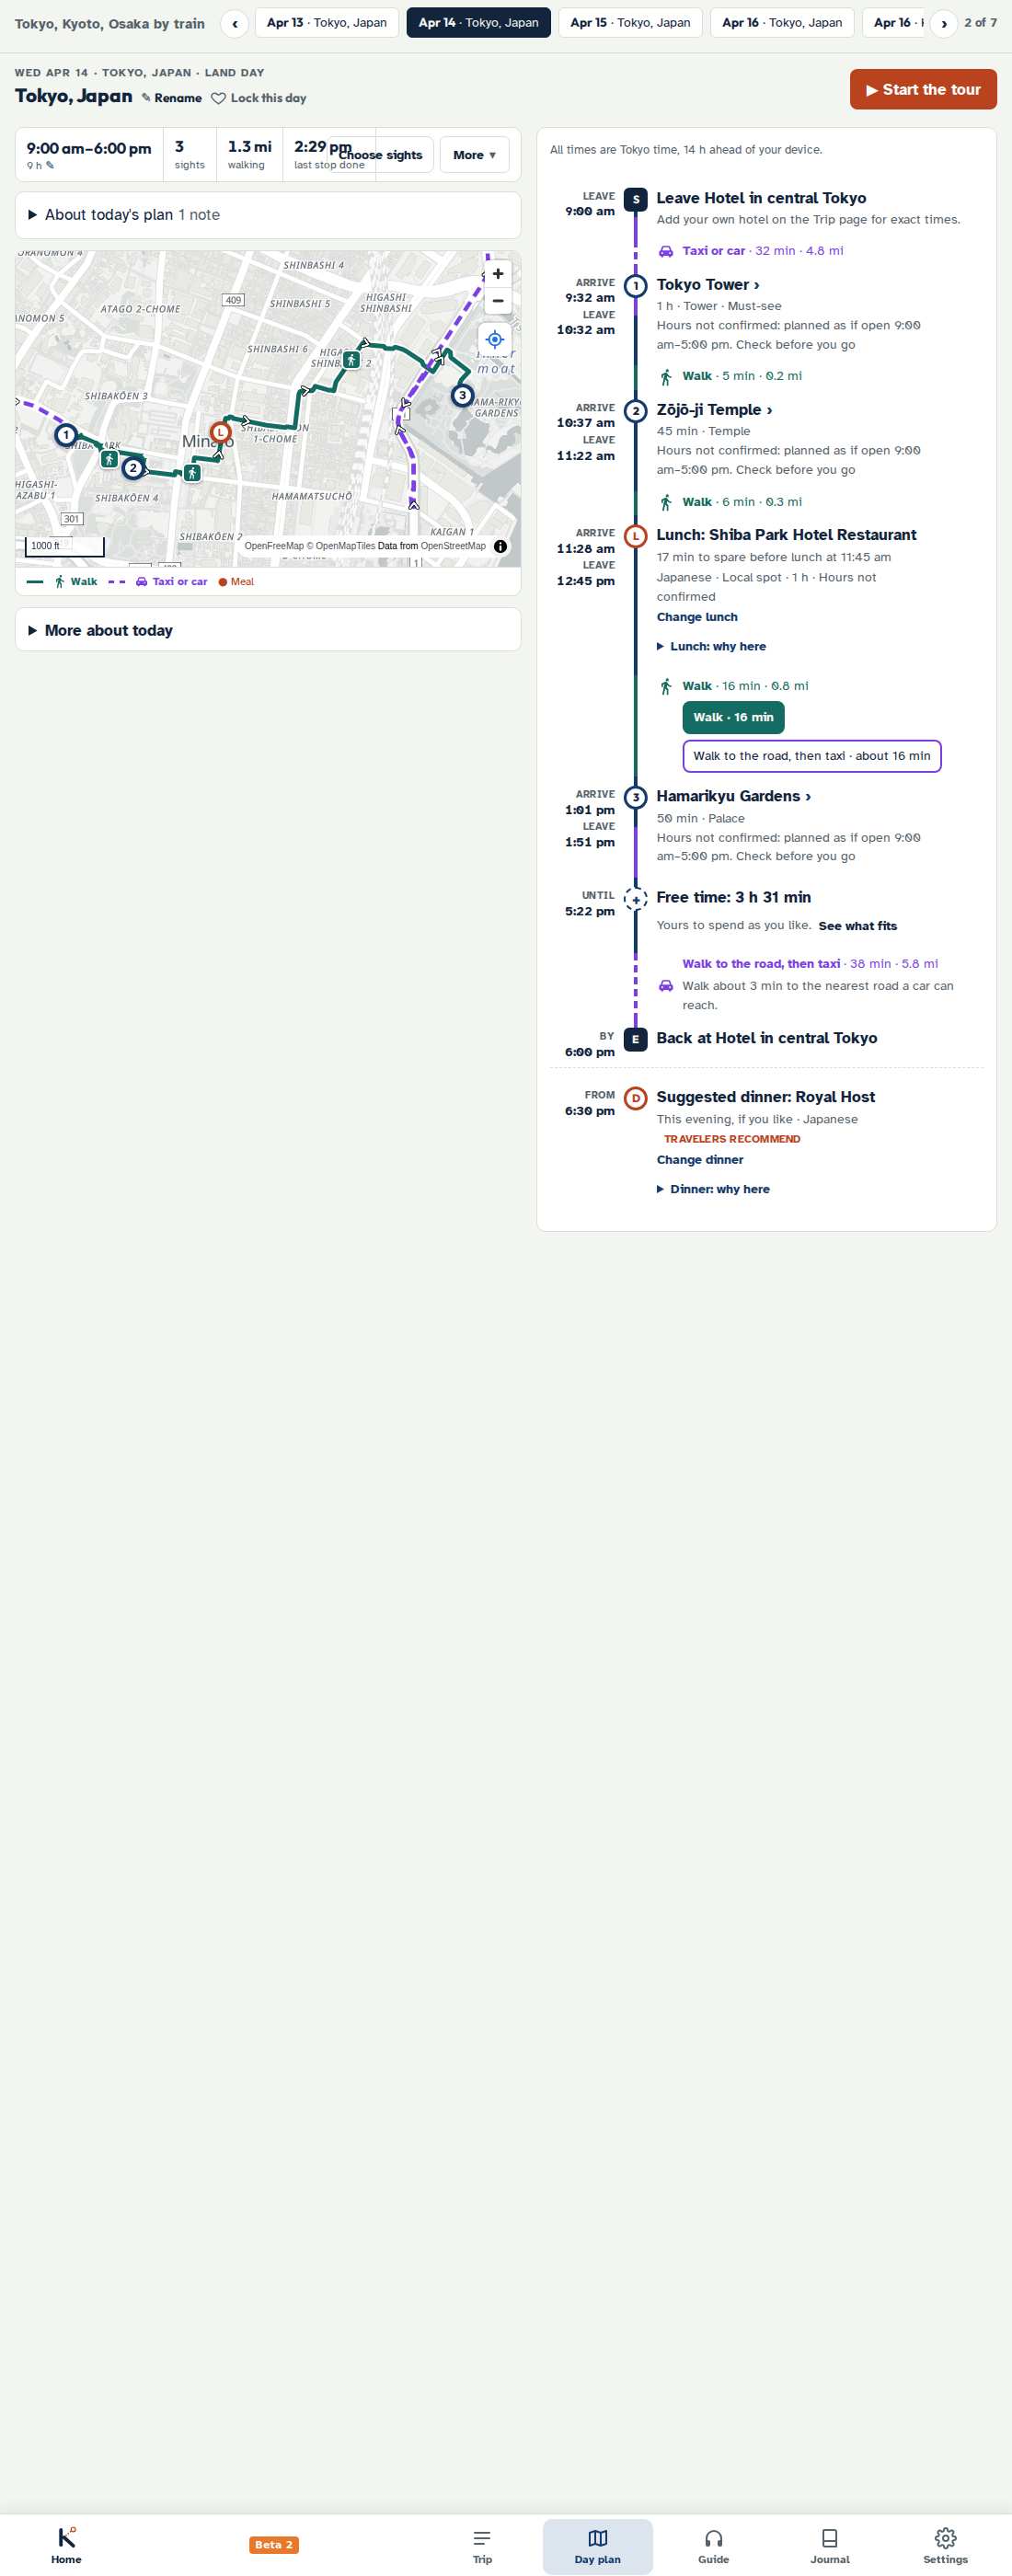 Tokyo, Kyoto, Osaka by train
‹
Apr 13 · Tokyo, Japan
Apr 14 · Tokyo, Japan
Apr 15 · Tokyo, Japan
Apr 16 · Tokyo, Japan
Apr 16 ·
›
2 of 7
WED APR 14 · TOKYO, JAPAN · LAND DAY
Tokyo, Japan
✎ Rename
Lock this day
▶ Start the tour
9:00 am–6:00 pm
9 h ✎
3
sights
1.3 mi
walking
2:29 pm
last stop done
Choose sights
More ▾
▶ About today's plan 1 note
ATAGO 2-CHOME
SHINBASHI 4
409
SHINBASHI 5
HIGASHI
SHINBASHI
SHINBASHI 6
SHIBAKŌEN 3
moat
GARDENS
1-CHOME
HIGASHI-
AZABU 1
SHIBAKŌEN 4
HAMAMATSUCHŌ
301
SHIBAKŌEN 2
KAIGAN 1
1
2
3
L
+
−
1000 ft
OpenFreeMap © OpenMapTiles Data from OpenStreetMap
Walk
Taxi or car
Meal
▶ More about today
All times are Tokyo time, 14 h ahead of your device.
LEAVE
9:00 am
S
Leave Hotel in central Tokyo
Add your own hotel on the Trip page for exact times.
Taxi or car · 32 min · 4.8 mi
ARRIVE
9:32 am
LEAVE
10:32 am
1
Tokyo Tower ›
1 h · Tower · Must-see
Hours not confirmed: planned as if open 9:00
am–5:00 pm. Check before you go
Walk · 5 min · 0.2 mi
ARRIVE
10:37 am
LEAVE
11:22 am
2
Zōjō-ji Temple ›
45 min · Temple
Hours not confirmed: planned as if open 9:00
am–5:00 pm. Check before you go
Walk · 6 min · 0.3 mi
ARRIVE
11:28 am
LEAVE
12:45 pm
L
Lunch: Shiba Park Hotel Restaurant
17 min to spare before lunch at 11:45 am
Japanese · Local spot · 1 h · Hours not
confirmed
Change lunch
▶ Lunch: why here
Walk · 16 min · 0.8 mi
Walk · 16 min
Walk to the road, then taxi · about 16 min
ARRIVE
1:01 pm
LEAVE
1:51 pm
3
Hamarikyu Gardens ›
50 min · Palace
Hours not confirmed: planned as if open 9:00
am–5:00 pm. Check before you go
UNTIL
5:22 pm
+
Free time: 3 h 31 min
Yours to spend as you like. See what fits
Walk to the road, then taxi · 38 min · 5.8 mi
Walk about 3 min to the nearest road a car can
reach.
BY
6:00 pm
E
Back at Hotel in central Tokyo
FROM
6:30 pm
D
Suggested dinner: Royal Host
This evening, if you like · Japanese
TRAVELERS RECOMMEND
Change dinner
▶ Dinner: why here
Home
Beta 2
Trip
Day plan
Guide
Journal
Settings